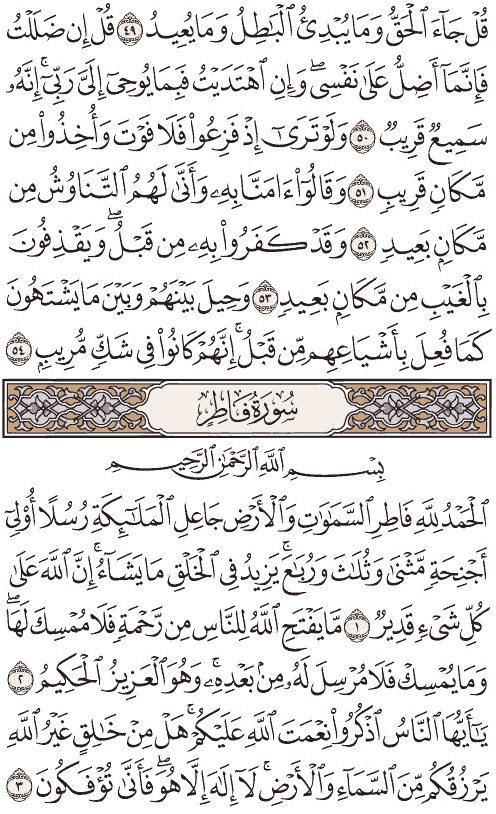 قُلْ جَآءَ ٱلْحَقُّ وَمَا يُبْدِئُ ٱلْبَـٰطِلُ وَمَا يُعِيدُ ٤٩ قُلْ إِن ضَلَلْتُ
فَإِنَّمَآ أَضِلُّ عَلَىٰ نَفْسِى ۖ وَإِنِ ٱهْتَدَيْتُ فَبِمَا يُوحِىٓ إِلَىَّ رَبِّىٓ ۚ إِنَّهُۥ
سَمِيعٌ قَرِيبٌ ٥٠ وَلَوْ تَرَىٰٓ إِذْ فَزِعُوا۟ فَلَا فَوْتَ وَأُخِذُوا۟ مِن
مَّكَانٍ قَرِيبٍ ٥١ وَقَالُوٓا۟ ءَامَنَّا بِهِۦ وَأَنَّىٰ لَهُمُ ٱلتَّنَاوُشُ مِن
مَّكَانٍۭ بَعِيدٍ ٥٢ وَقَدْ كَفَرُوا۟ بِهِۦ مِن قَبْلُ ۖ وَيَقْذِفُونَ
بِٱلْغَيْبِ مِن مَّكَانٍۭ بَعِيدٍ ٥٣ وَحِيلَ بَيْنَهُمْ وَبَيْنَ مَا يَشْتَهُونَ
كَمَا فُعِلَ بِأَشْيَاعِهِم مِّن قَبْلُ ۚ إِنَّهُمْ كَانُوا۟ فِى شَكٍّ مُّرِيبٍۭ ٥٤
سُورَةُ فَاطِرٍ
بِسْمِ ٱللَّهِ ٱلرَّحْمَـٰنِ ٱلرَّحِيمِ
ٱلْحَمْدُ لِلَّهِ فَاطِرِ ٱلسَّمَـٰوَٰتِ وَٱلْأَرْضِ جَاعِلِ ٱلْمَلَـٰٓئِكَةِ رُسُلًا أُو۟لِىٓ
أَجْنِحَةٍ مَّثْنَىٰ وَثُلَـٰثَ وَرُبَـٰعَ ۚ يَزِيدُ فِى ٱلْخَلْقِ مَا يَشَآءُ ۚ إِنَّ ٱللَّهَ عَلَىٰ
كُلِّ شَىْءٍ قَدِيرٌ ١ مَّا يَفْتَحِ ٱللَّهُ لِلنَّاسِ مِن رَّحْمَةٍ فَلَا مُمْسِكَ لَهَا ۖ
وَمَا يُمْسِكْ فَلَا مُرْسِلَ لَهُۥ مِنۢ بَعْدِهِۦ ۚ وَهُوَ ٱلْعَزِيزُ ٱلْحَكِيمُ ٢
يَـٰٓأَيُّهَا ٱلنَّاسُ ٱذْكُرُوا۟ نِعْمَتَ ٱللَّهِ عَلَيْكُمْ ۚ هَلْ مِنْ خَـٰلِقٍ غَيْرُ ٱللَّهِ
يَرْزُقُكُم مِّنَ ٱلسَّمَآءِ وَٱلْأَرْضِ ۚ لَآ إِلَـٰهَ إِلَّا هُوَ ۖ فَأَنَّىٰ تُؤْفَكُونَ ٣